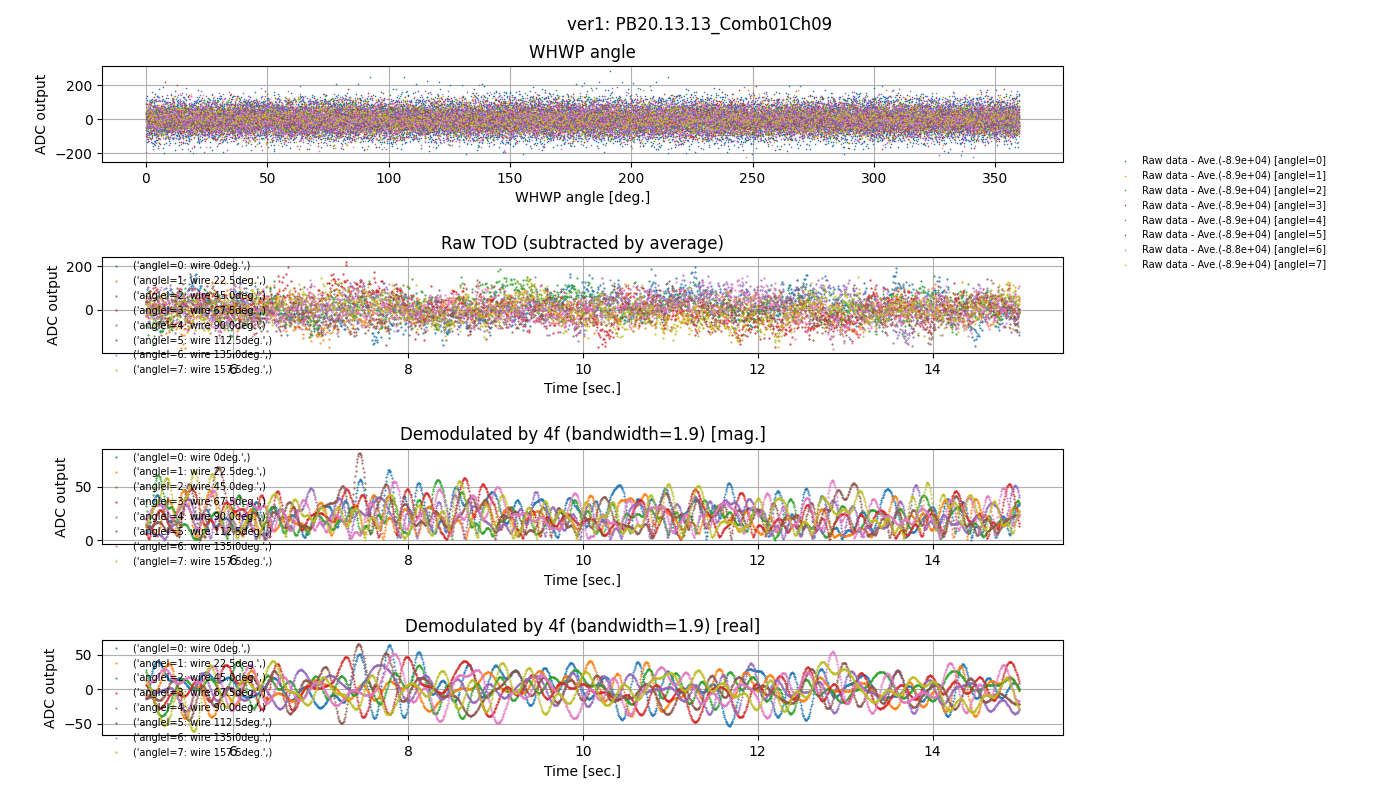 ver1: PB20.13.13_Comb01Ch09
WHWP angle
ADC output
200
0
−200
0 50 100 150 200 250 300 350
WHWP angle [deg.]
Raw data - Ave.(-8.9e+04) [angleI=0]
Raw data - Ave.(-8.9e+04) [angleI=1]
Raw data - Ave.(-8.9e+04) [angleI=2]
Raw data - Ave.(-8.9e+04) [angleI=3]
Raw data - Ave.(-8.9e+04) [angleI=4]
Raw data - Ave.(-8.9e+04) [angleI=5]
Raw data - Ave.(-8.8e+04) [angleI=6]
Raw data - Ave.(-8.9e+04) [angleI=7]
Raw TOD (subtracted by average)
ADC output
200
0
('angleI=0: wire 0deg.',)
('angleI=1: wire 22.5deg.',)
('angleI=2: wire 45.0deg.',)
('angleI=3: wire 67.5deg.',)
('angleI=4: wire 90.0deg.',)
('angleI=5: wire 112.5deg.',)
('angleI=6: wire 135.0deg.',)
('angleI=7: wire 157.5deg.',)
6 8 10 12 14
Time [sec.]
Demodulated by 4f (bandwidth=1.9) [mag.]
ADC output
50
0
('angleI=0: wire 0deg.',)
('angleI=1: wire 22.5deg.',)
('angleI=2: wire 45.0deg.',)
('angleI=3: wire 67.5deg.',)
('angleI=4: wire 90.0deg.',)
('angleI=5: wire 112.5deg.',)
('angleI=6: wire 135.0deg.',)
('angleI=7: wire 157.5deg.',)
6 8 10 12 14
Time [sec.]
Demodulated by 4f (bandwidth=1.9) [real]
ADC output
50
0
−50
('angleI=0: wire 0deg.',)
('angleI=1: wire 22.5deg.',)
('angleI=2: wire 45.0deg.',)
('angleI=3: wire 67.5deg.',)
('angleI=4: wire 90.0deg.',)
('angleI=5: wire 112.5deg.',)
('angleI=6: wire 135.0deg.',)
('angleI=7: wire 157.5deg.',)
6 8 10 12 14
Time [sec.]